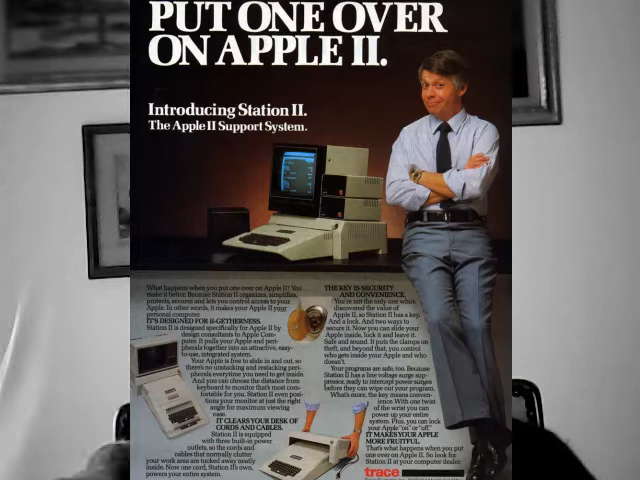 PUT ONE OVER
ON APPLE II.
Introducing Station II.
The Apple II Support System.
What happens when you put one over on Apple II? You
make it better. Because Station II organizes, simplifies,
protects, secures and lets you control access to your
Apple. In other words, it makes your Apple II your
personal computer.
IT'S DESIGNED FOR II-GETHERNESS.
Station II is designed specifically for Apple II by
design consultants to Apple Com-
puter. It pulls your Apple and peri-
pherals together into an attractive, easy-
to-use, integrated system.
Your Apple is free to slide in and out, so
there's no unstacking and restacking peri-
pherals everytime you need to get inside.
And you can choose the distance from
keyboard to monitor that's most com-
fortable for you. Station II even posi-
tions your monitor at just the right
angle for maximum viewing
ease.
IT CLEARS YOUR DESK OF
CORDS AND CABLES.
Station II is equipped
with three built-in power
outlets, so the cords and
cables that normally clutter
your work area are tucked away neatly
inside. Now one cord, Station II's own,
powers your entire system.
THE KEY IS SECURITY
AND CONVENIENCE.
You're not the only one who's
discovered the value of
Apple II, so Station II has a key.
And a lock. And two ways to
secure it. Now you can slide your
Apple inside, lock it and leave it.
Safe and sound. It puts the clamps on
theft, and beyond that, you control
who gets inside your Apple and who
doesn't.
Your programs are safe, too. Because
Station II has a line voltage surge sup-
pressor, ready to intercept power surges
before they can wipe out your program.
What's more, the key means conven-
ience. With one twist
of the wrist you can
power up your entire
system. Plus, you can lock
your Apple "on" or "off."
IT MAKES YOUR APPLE
MORE FRUITFUL.
That's what happens when you put
one over on Apple II. So look for
Station II at your computer dealer.
trace